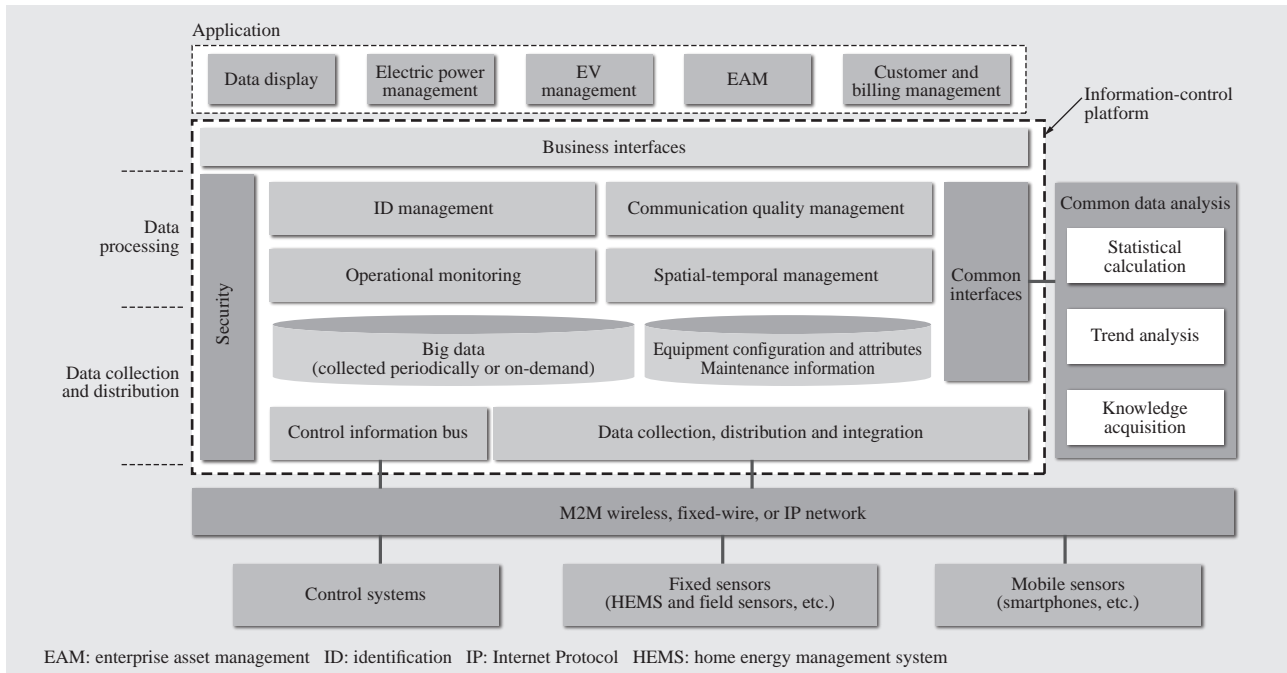 Application
Data display
Electric power
management
EV
management
EAM
Customer and
billing management
Information-control
platform
Business interfaces
Data
processing
Security
ID management
Communication quality management
Operational monitoring
Spatial-temporal management
Common
interfaces
Common data analysis
Statistical
calculation
Trend analysis
Knowledge
acquisition
Data collection
and distribution
Big data
(collected periodically or on-demand)
Equipment configuration and attributes
Maintenance information
Control information bus
Data collection, distribution and integration
M2M wireless, fixed-wire, or IP network
Control systems
Fixed sensors
(HEMS and field sensors, etc.)
Mobile sensors
(smartphones, etc.)
EAM: enterprise asset management ID: identification IP: Internet Protocol HEMS: home energy management system